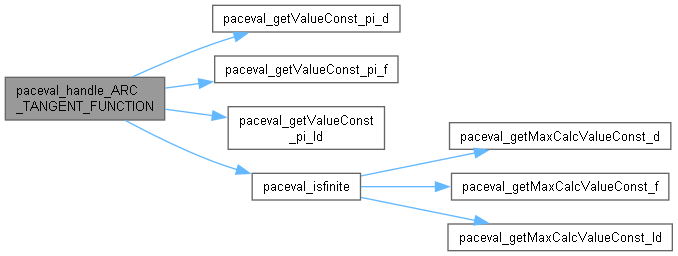 paceval_handle_ARC
_TANGENT_FUNCTION
paceval_getValueConst_pi_d
paceval_getValueConst_pi_f
paceval_getValueConst
_pi_ld
paceval_isfinite
paceval_getMaxCalcValueConst_d
paceval_getMaxCalcValueConst_f
paceval_getMaxCalcValueConst_ld